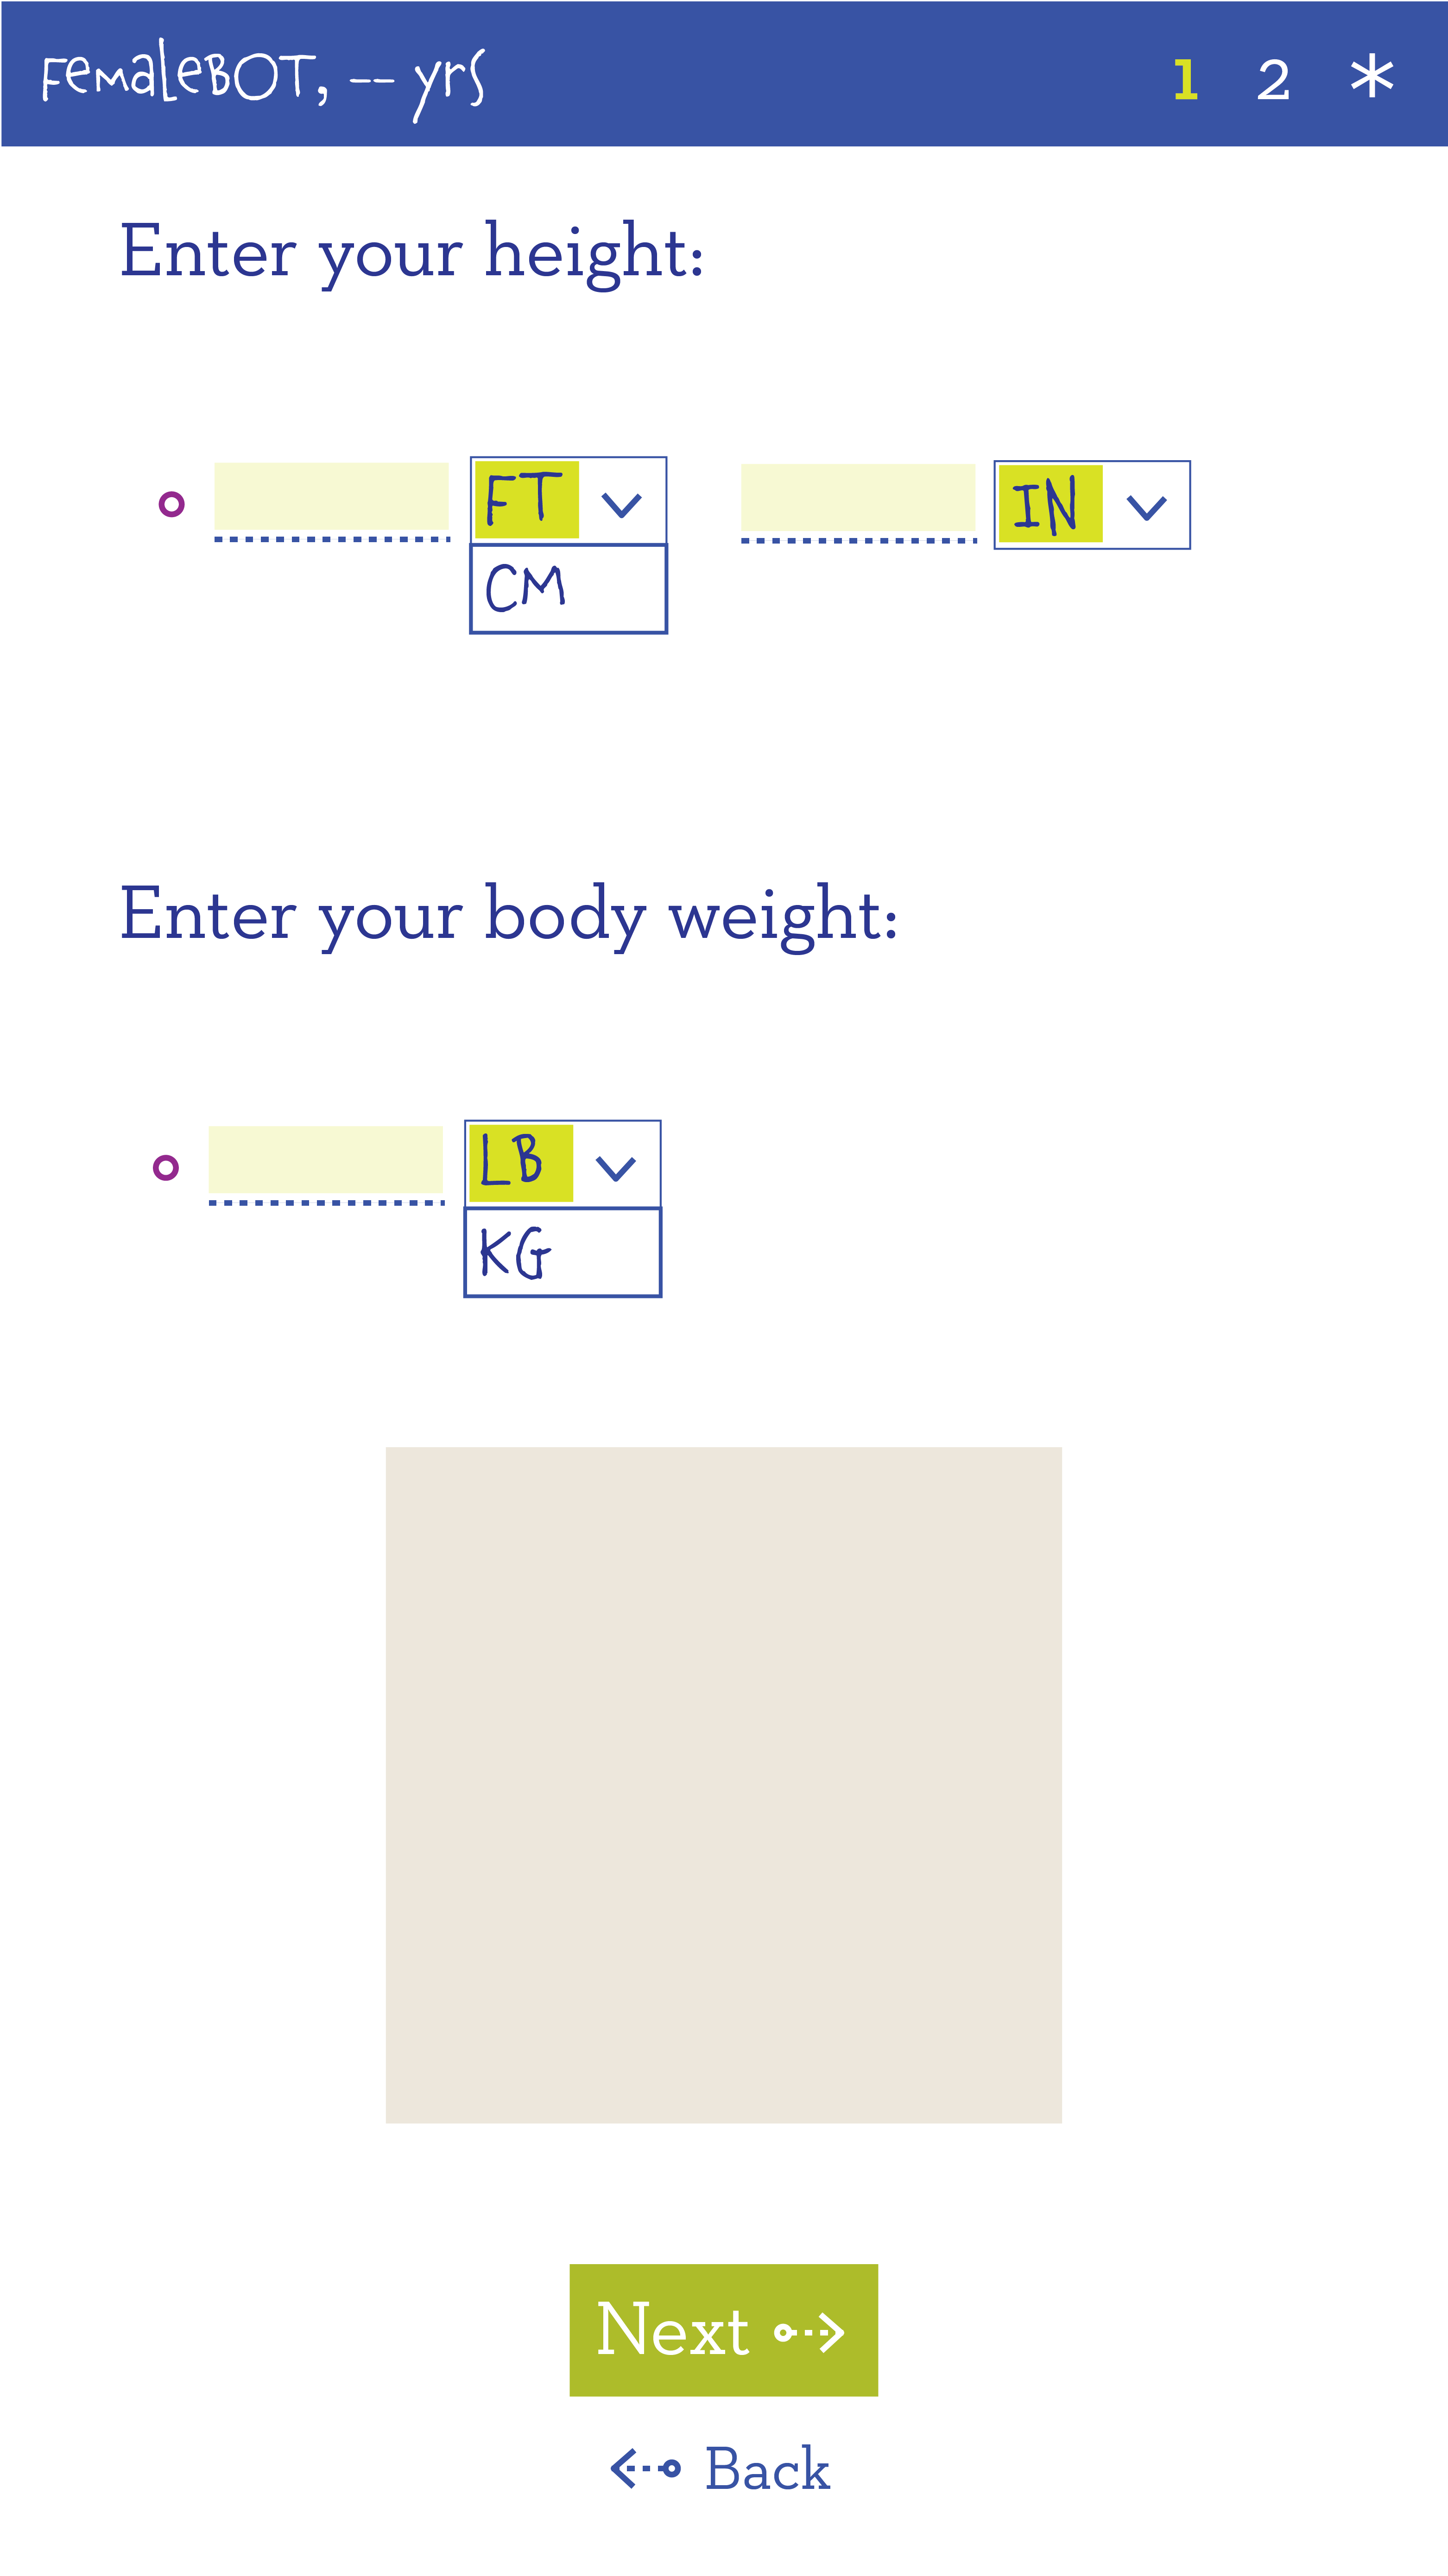 FemaleBOT, -- yrs 1 2 *
Enter your height:
FT IN
CM
Enter your body weight:
LB
KG
Next
Back